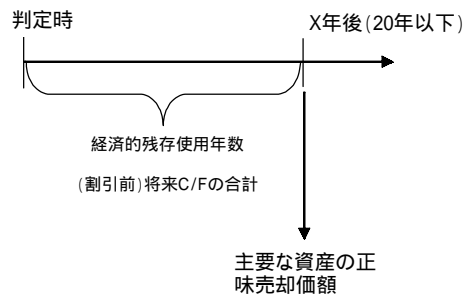 判定時
X年後(20年以下)
経済的残存使用年数
(割引前)将来C/Fの合計
主要な資産の正
味売却価額